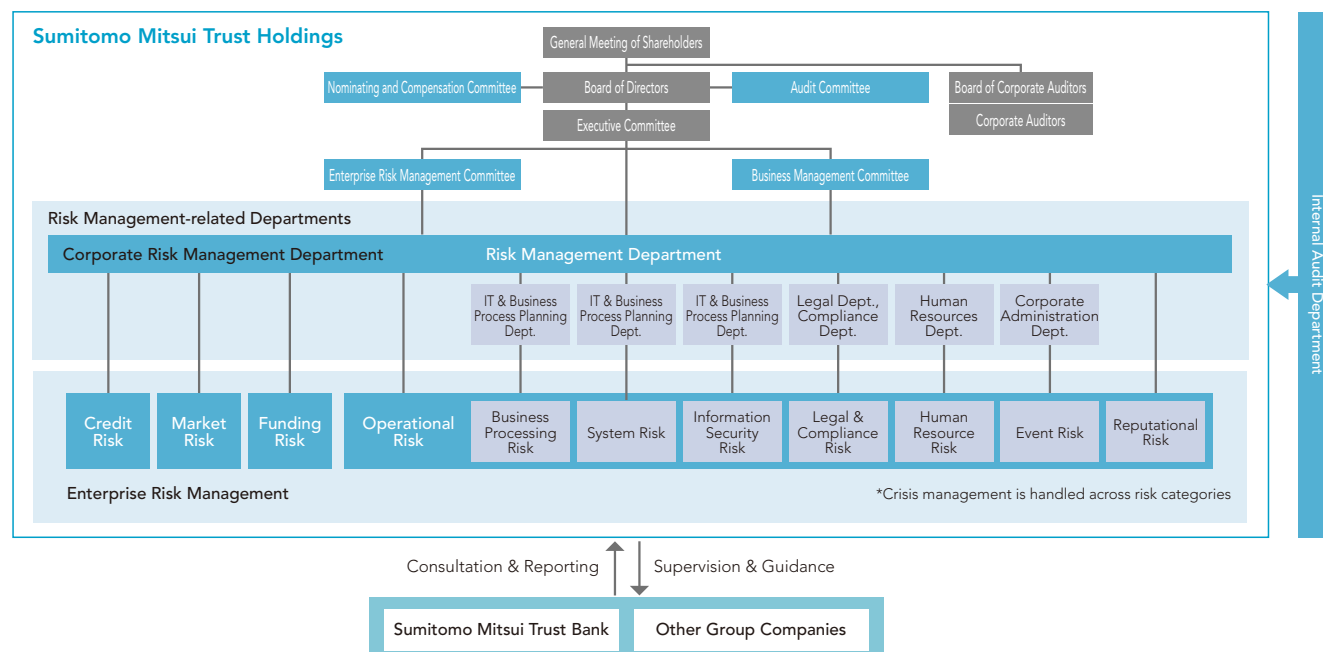 Sumitomo Mitsui Trust Holdings
General Meeting of Shareholders
Nominating and Compensation Committee
Board of Directors
Audit Committee
Board of Corporate Auditors
Executive Committee
Corporate Auditors
Enterprise Risk Management Committee
Business Management Committee
Risk Management-related Departments
Corporate Risk Management Department
Risk Management Department
IT & Business
Process Planning
Dept.
IT & Business
Process Planning
Dept.
IT & Business
Process Planning
Dept.
Legal Dept.,
Compliance
Dept.
Human
Resources
Dept.
Corporate
Administration
Dept.
Credit
Risk
Market
Risk
Funding
Risk
Operational
Risk
Business
Processing
Risk
System Risk
Information
Security
Risk
Legal &
Compliance
Risk
Human
Resource
Risk
Event Risk
Reputational
Risk
Enterprise Risk Management
*Crisis management is handled across risk categories
Internal Audit Department
Consultation & Reporting
Supervision & Guidance
Sumitomo Mitsui Trust Bank
Other Group Companies